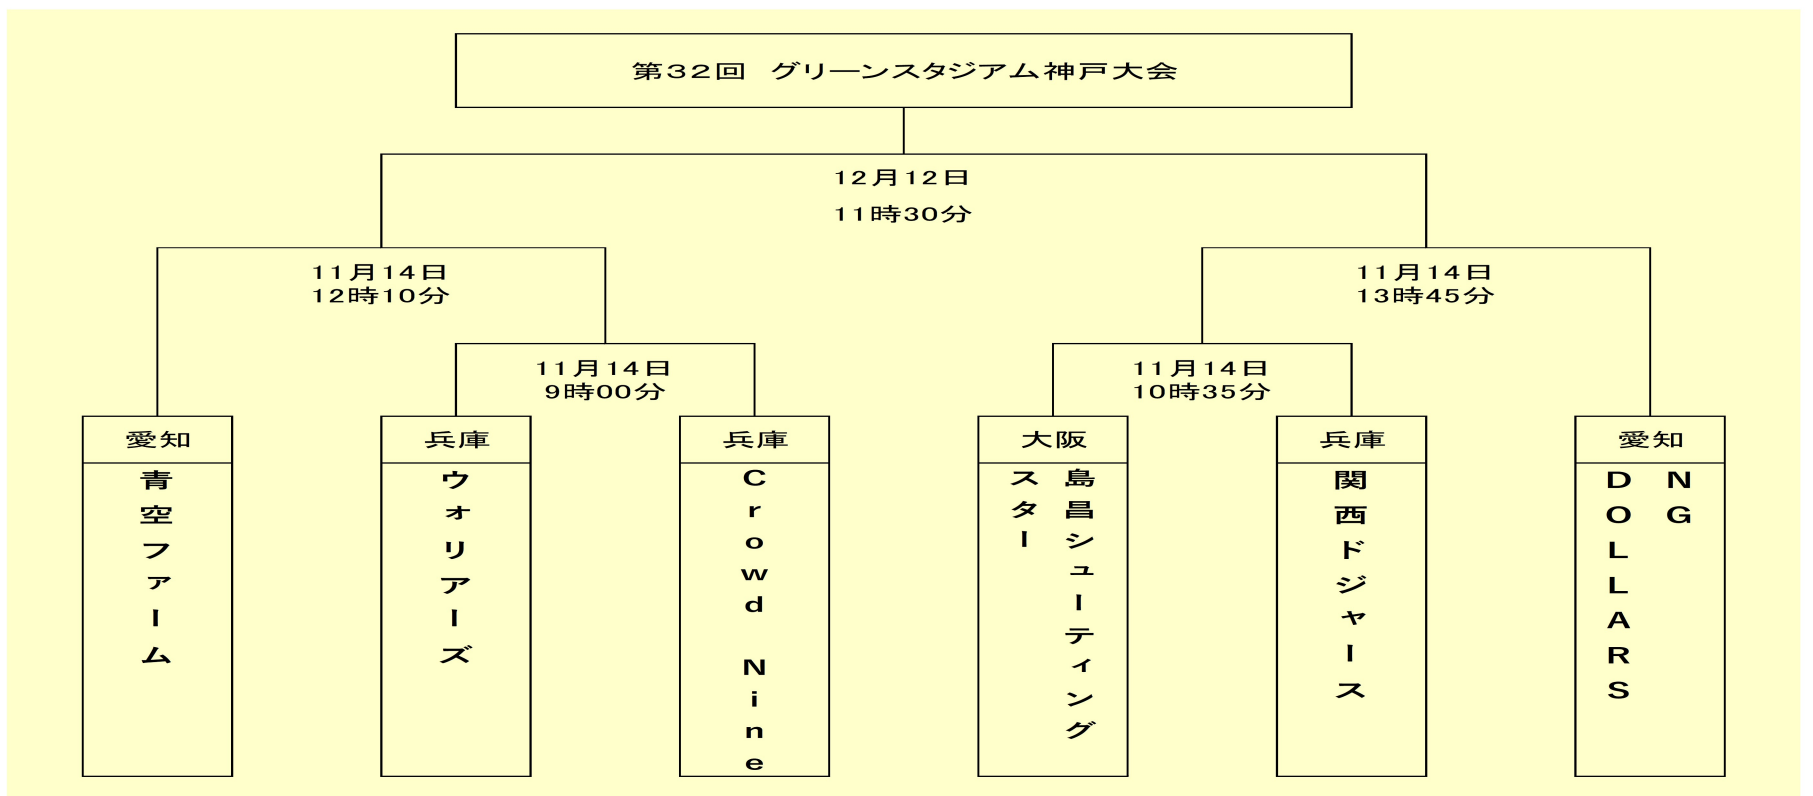 第32回　グリーンスタジアム神戸大会
12月12日
11時30分
11月14日
12時10分
11月14日
13時45分
11月14日
9時00分
11月14日
10時35分
愛知
青空ファーム
兵庫
ウォリアーズ
兵庫
Crowd Nine
大阪
島昌シューティング
スター
兵庫
関西ドジャース
愛知
NG
DOLLARS